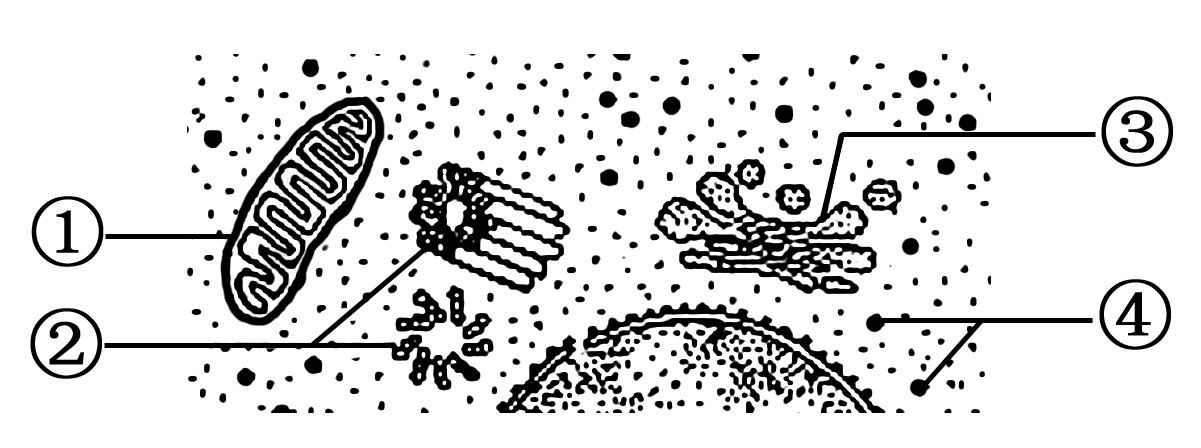 ①
②
③
④